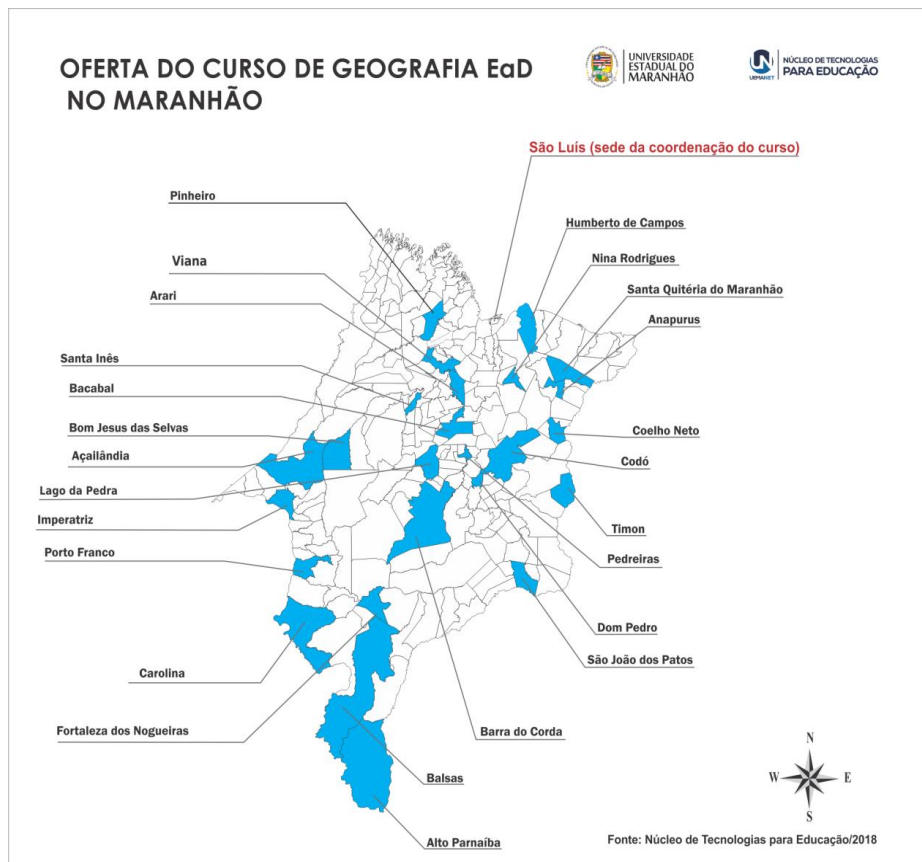 OFERTA DO CURSO DE GEOGRAFIA EaD
NO MARANHÃO
UNIVERSIDADE
ESTADUAL DO
MARANHÃO
UEMANET
NÚCLEO DE TECNOLOGIAS
PARA EDUCAÇÃO
São Luís (sede da coordenação do curso)
Pinheiro
Humberto de Campos
Viana
Nina Rodrigues
Arari
Santa Quitéria do Maranhão
Anapurus
Santa Inês
Bacabal
Bom Jesus das Selvas
Coelho Neto
Açailândia
Codó
Lago da Pedra
Imperatriz
Timon
Porto Franco
Pedreiras
Dom Pedro
São João dos Patos
Carolina
Fortaleza dos Nogueiras
Barra do Corda
Balsas
Alto Parnaíba
N
W
E
S
Fonte: Núcleo de Tecnologias para Educação/2018